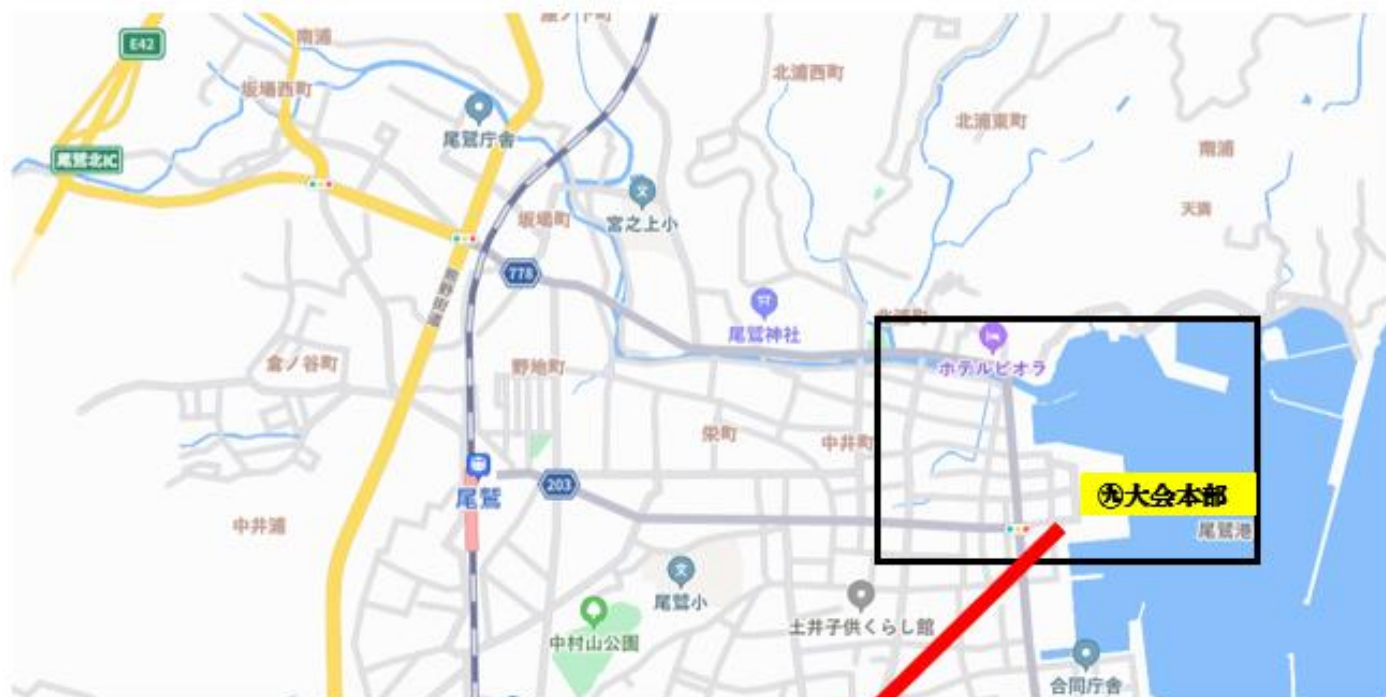 E42
南浦
坂場西町
尾鷲庁舎
尾鷲北IC
北浦西町
北浦東町
南浦
天満
坂場町
宮之上小
778
熊野街道
尾鷲神社
倉ノ谷町
野地町
ホテルビオラ
栄町
中井町
尾鷲
203
㊈大会本部
尾鷲港
中井浦
尾鷲小
中村山公園
土井子供くらし館
合同庁舎